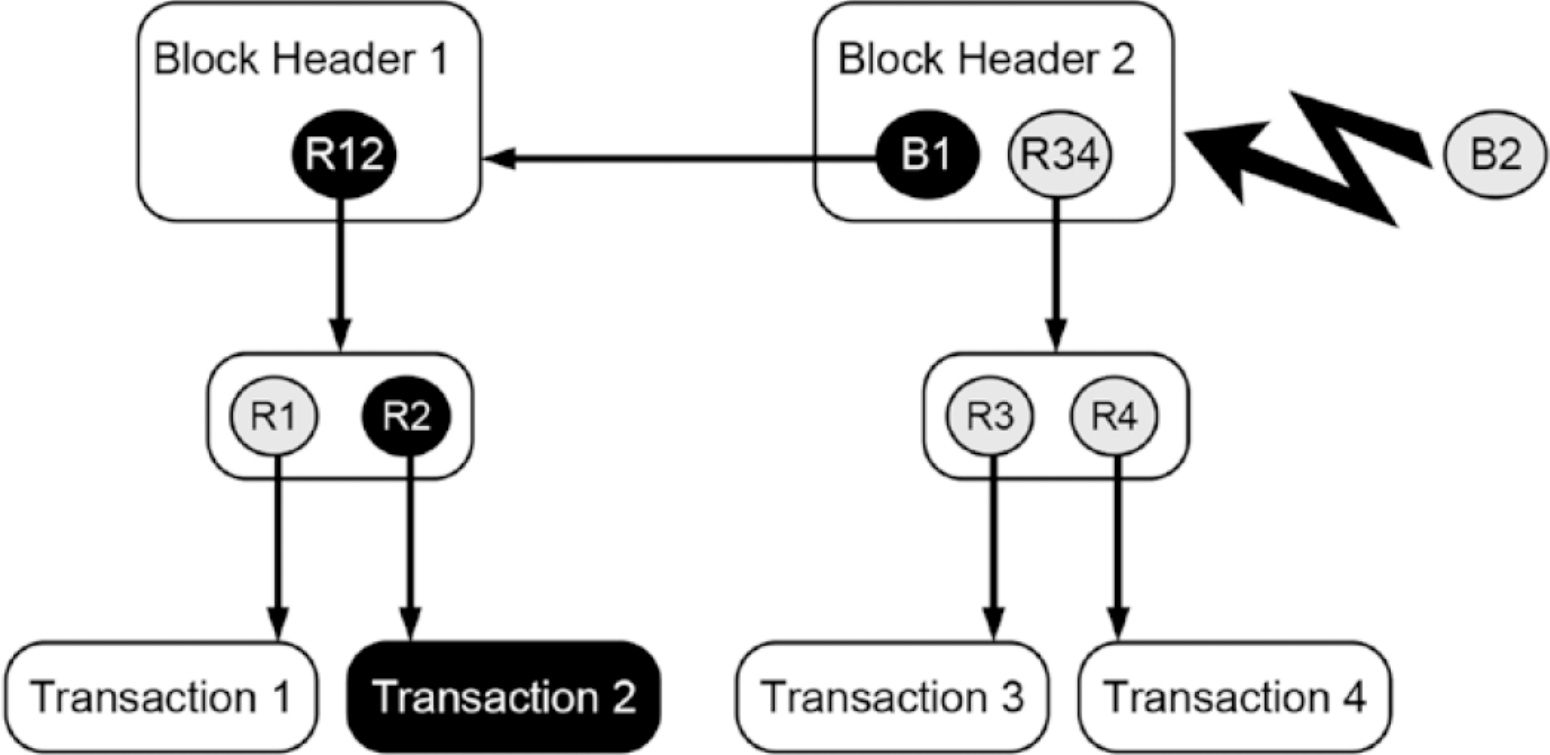 Block Header 1
R12
Block Header 2
B1 R34
B2
R1 R2
R3 R4
Transaction 1
Transaction 2
Transaction 3
Transaction 4